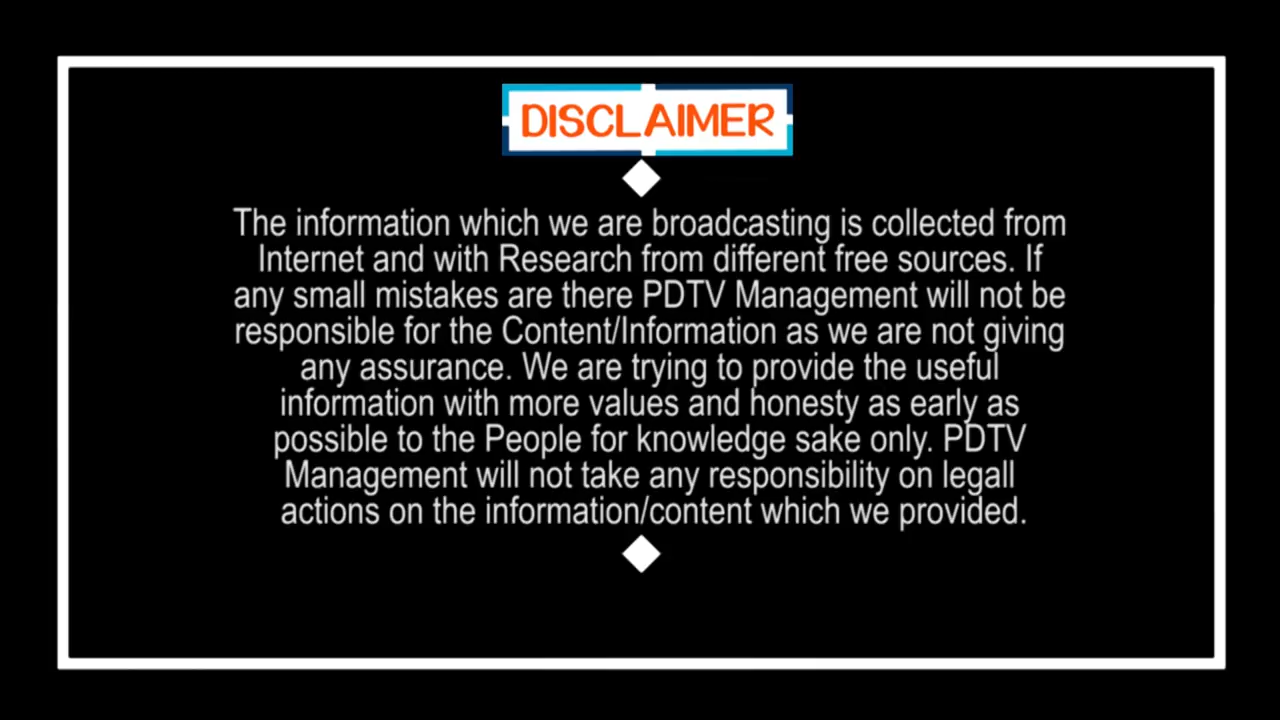 DISCLAIMER
The information which we are broadcasting is collected from
Internet and with Research from different free sources. If
any small mistakes are there PDTV Management will not be
responsible for the Content/Information as we are not giving
any assurance. We are trying to provide the useful
information with more values and honesty as early as
possible to the People for knowledge sake only. PDTV
Management will not take any responsibility on legall
actions on the information/content which we provided.